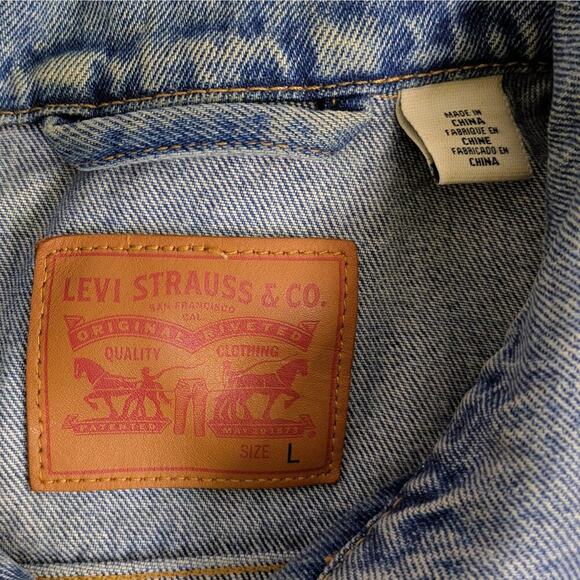 MADE IN
CHINA
FABRIQUE EN
CHINE
FABRICADO EN
CHINA
LEVI STRAUSS & CO.
SAN FRANCISCO
CAL
ORIGINAL RIVETED
QUALITY CLOTHING
PATENTED MAY 20 1873
SIZE L